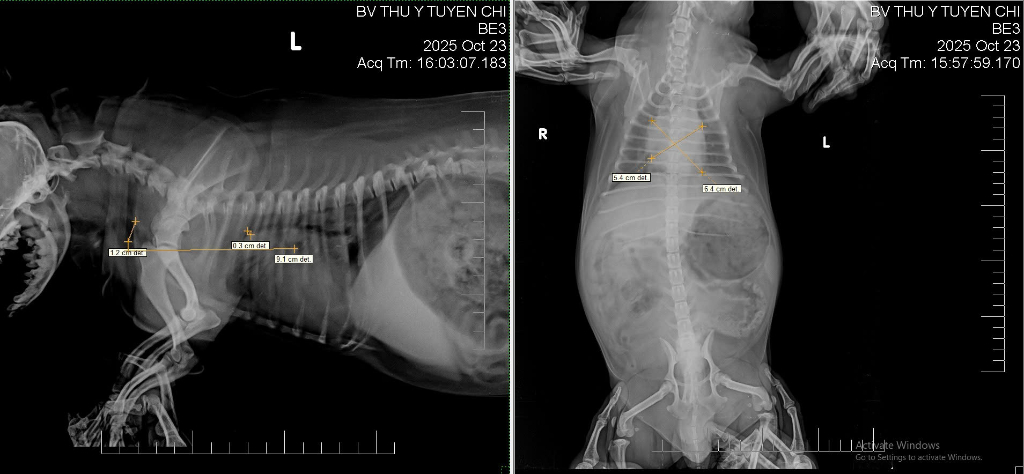 BV THU Y TUYEN CHI
BE3
2025 Oct 23
Acq Tm: 16:03:07.183
L
1.2 cm det.
0.3 cm det.
9.1 cm det.
BV THU Y TUYEN CHI
BE3
2025 Oct 23
Acq Tm: 15:57:59.170
R
L
5.4 cm det.
6.4 cm det.
Activate Windows
Go to Settings to activate Windows.